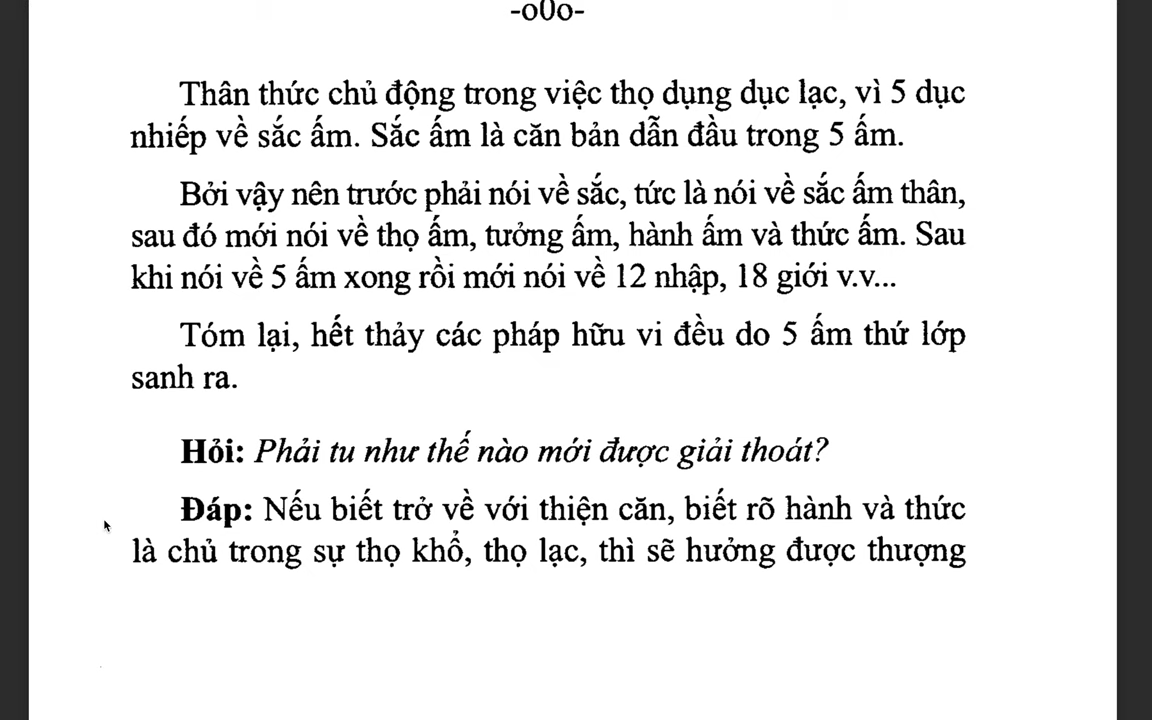 -o0o-
Thân thức chủ động trong việc thọ dụng dục lạc, vì 5 dục
nhiếp về sắc ấm. Sắc ấm là căn bản dẫn đầu trong 5 ấm.
Bởi vậy nên trước phải nói về sắc, tức là nói về sắc ấm thân,
sau đó mới nói về thọ ấm, tưởng ấm, hành ấm và thức ấm. Sau
khi nói về 5 ấm xong rồi mới nói về 12 nhập, 18 giới v.v...
Tóm lại, hết thảy các pháp hữu vi đều do 5 ấm thứ lớp
sanh ra.
Hỏi: Phải tu như thế nào mới được giải thoát?
Đáp: Nếu biết trở về với thiện căn, biết rõ hành và thức
là chủ trong sự thọ khổ, thọ lạc, thì sẽ hưởng được thượng